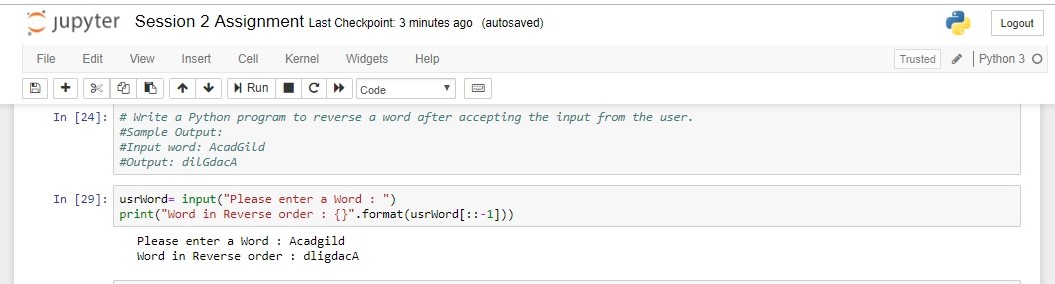 jupyter Session 2 Assignment Last Checkpoint: 3 minutes ago (autosaved) Logout
File Edit View Insert Cell Kernel Widgets Help Trusted Python 3
Run Code
In [24]: # Write a Python program to reverse a word after accepting the input from the user.
#Sample Output:
#Input word: AcadGild
#Output: dilGdacA
In [29]: usrWord= input("Please enter a Word : ")
print("Word in Reverse order : {}".format(usrWord[::-1]))
Please enter a Word : Acadgild
Word in Reverse order : dligdacA